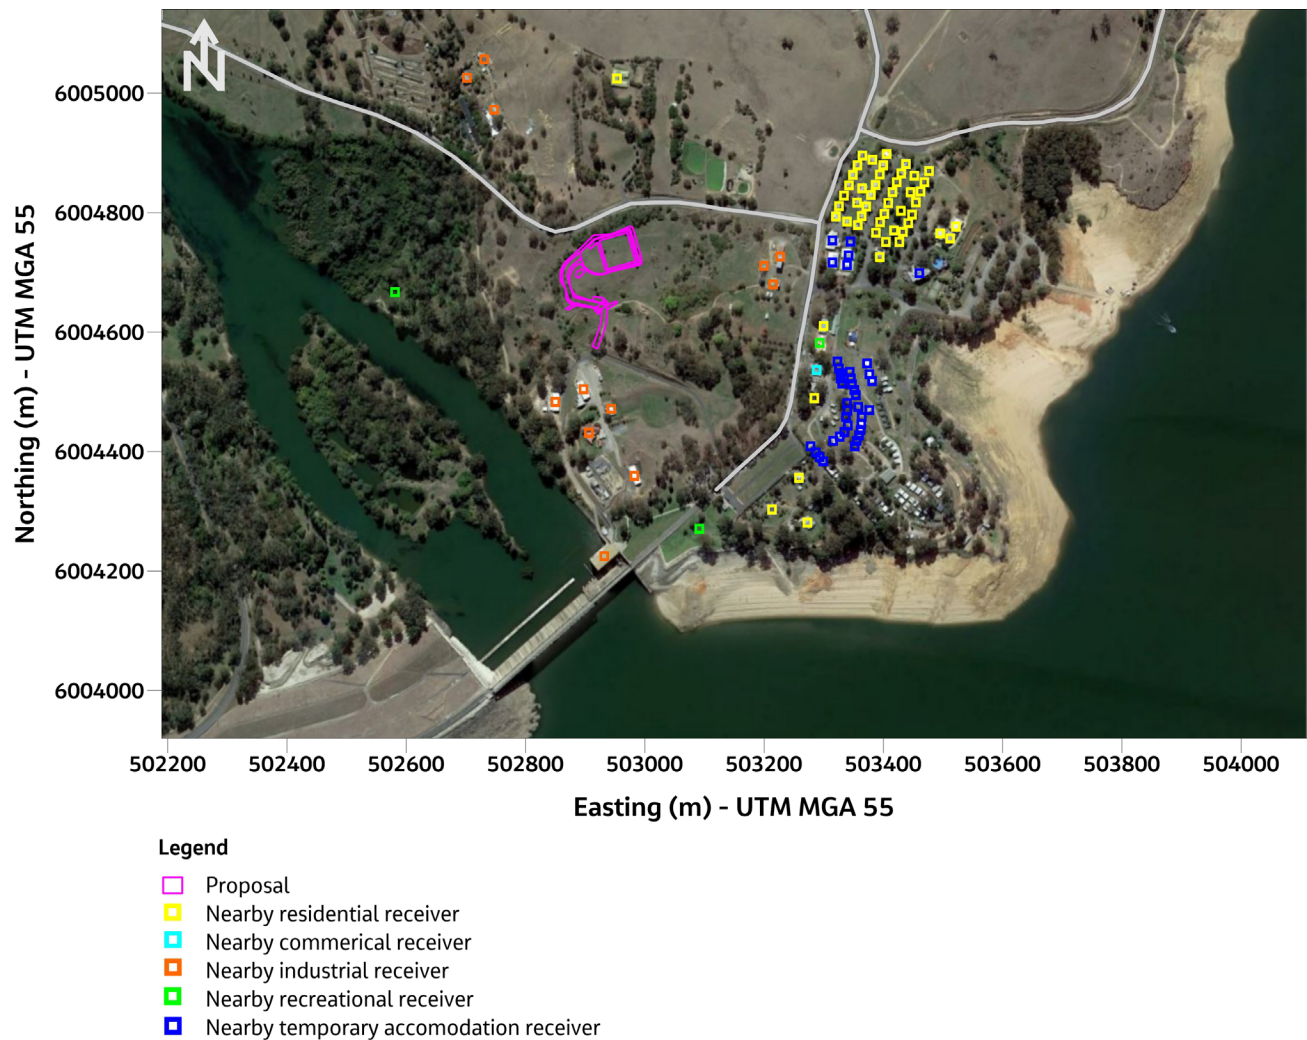 N
6005000
6004800
6004600
6004400
6004200
6004000
Northing (m) - UTM MGA 55
502200 502400 502600 502800 503000 503200 503400 503600 503800 504000
Easting (m) - UTM MGA 55
Legend
Proposal
Nearby residential receiver
Nearby commerical receiver
Nearby industrial receiver
Nearby recreational receiver
Nearby temporary accomodation receiver